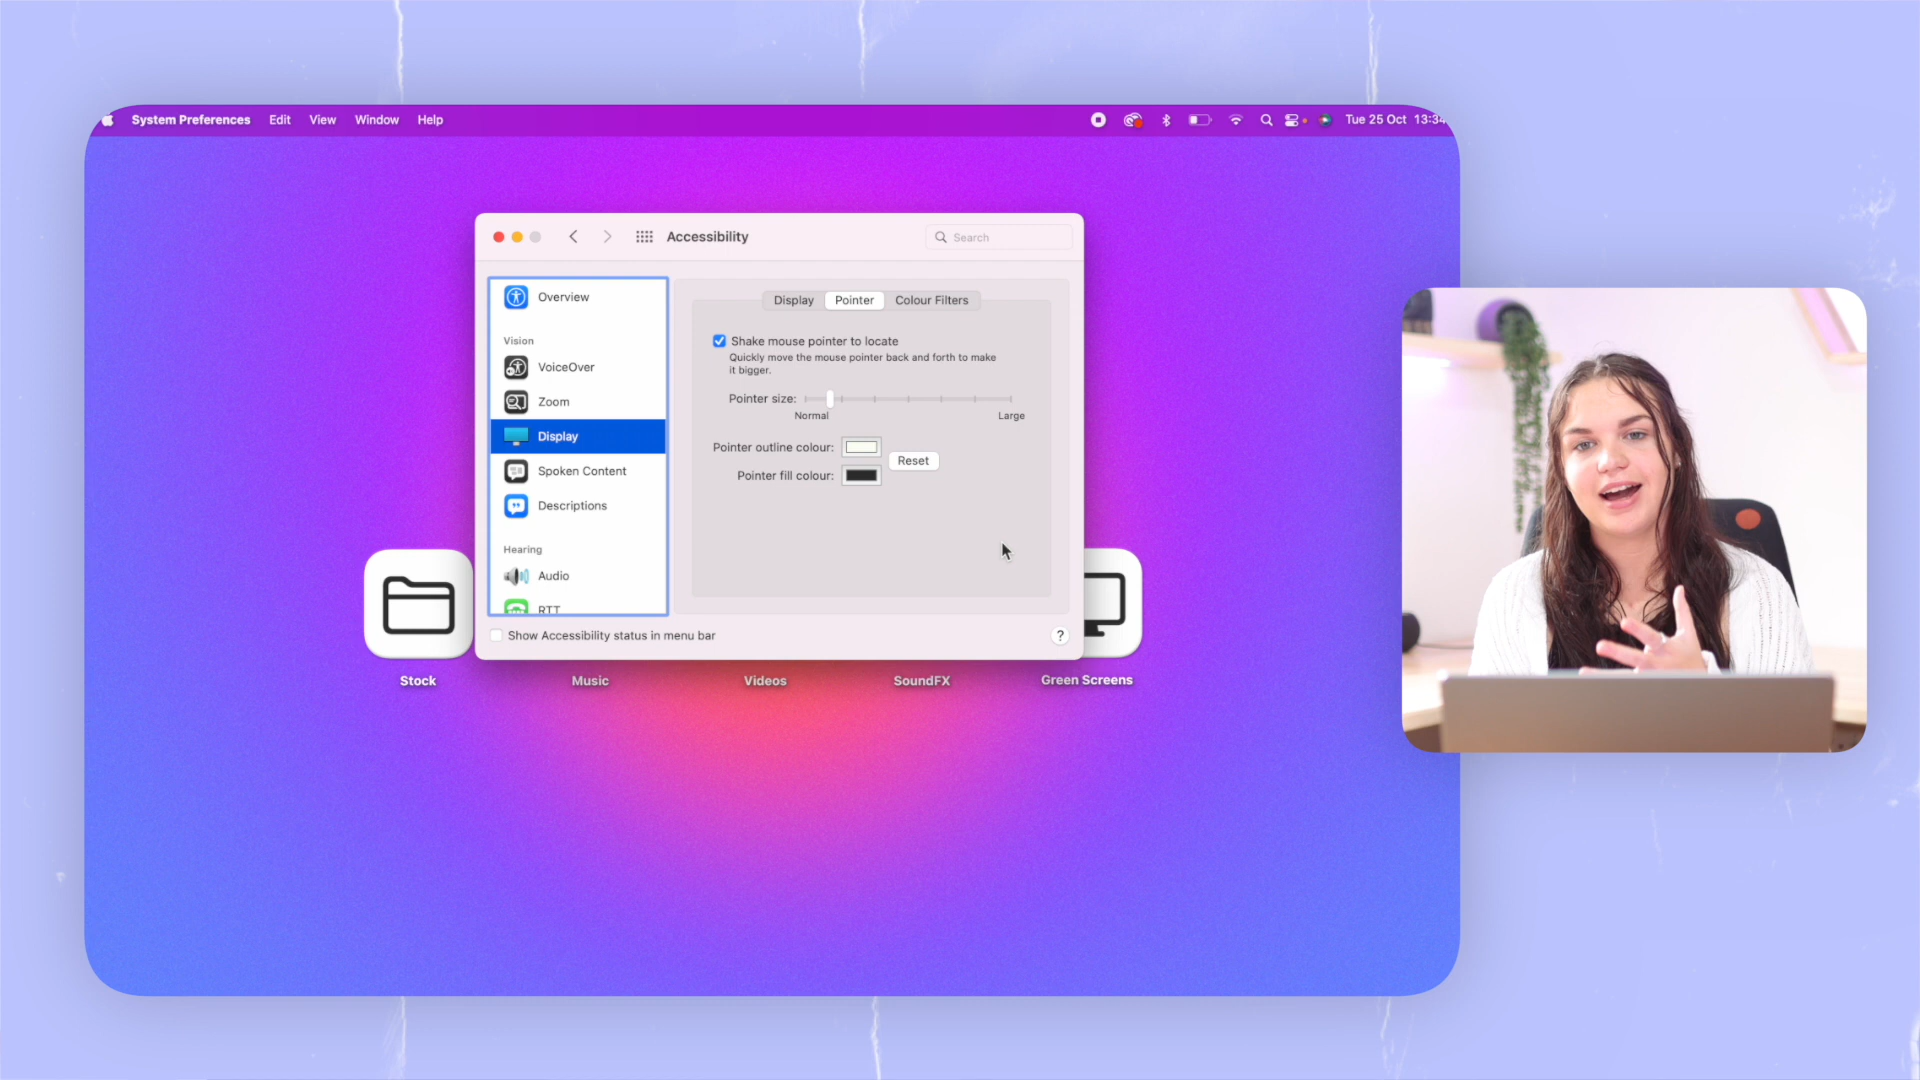 System Preferences Edit View Window Help
Tue 25 Oct 13:34
Accessibility
Search
Overview
Vision
VoiceOver
Zoom
Display
Spoken Content
Descriptions
Hearing
Audio
RTT
Display Pointer Colour Filters
Shake mouse pointer to locate
Quickly move the mouse pointer back and forth to make
it bigger.
Pointer size:
Normal Large
Pointer outline colour:
Reset
Pointer fill colour:
Show Accessibility status in menu bar
?
Stock Music Videos SoundFX Green Screens